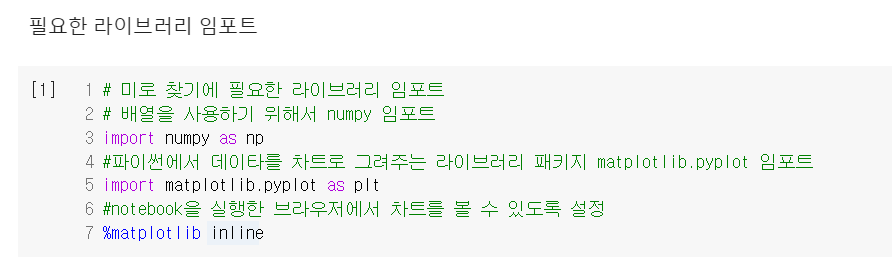 필요한 라이브러리 임포트
[1] 1 # 미로 찾기에 필요한 라이브러리 임포트
2 # 배열을 사용하기 위해서 numpy 임포트
3 import numpy as np
4 #파이썬에서 데이타를 차트로 그려주는 라이브러리 패키지 matplotlib.pyplot 임포트
5 import matplotlib.pyplot as plt
6 #notebook을 실행한 브라우저에서 차트를 볼 수 있도록 설정
7 %matplotlib inline